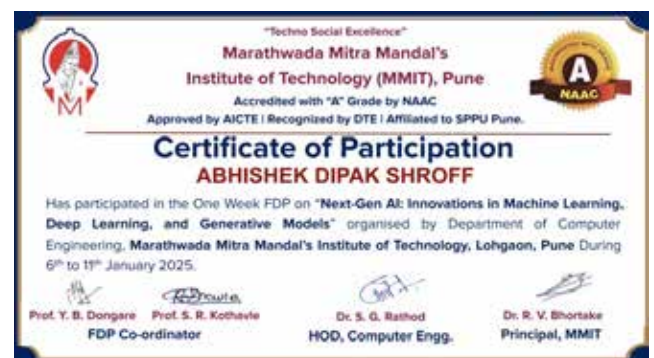 "Techno Social Excellence"
Marathwada Mitra Mandal's
Institute of Technology (MMIT), Pune
Accredited with "A" Grade by NAAC
Approved by AICTE | Recognized by DTE | Affiliated to SPPU Pune.
M
A
NAAC
Certificate of Participation
ABHISHEK DIPAK SHROFF
Has participated in the One Week FDP on "Next-Gen AI: Innovations in Machine Learning,
Deep Learning, and Generative Models" organised by Department of Computer
Engineering, Marathwada Mitra Mandal's Institute of Technology, Lohgaon, Pune During
6th to 11th January 2025.
Prof. Y. B. Dongare Prof. S. R. Kothavle Dr. S. G. Rathod Dr. R. V. Bhortake
FDP Co-ordinator HOD, Computer Engg. Principal, MMIT